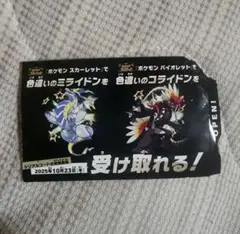 『ポケモン スカーレット』で
色違いのミライドンを
『ポケモン バイオレット』で
色違いのコライドンを
受け取れる!
2025年10月23日
OPEN!